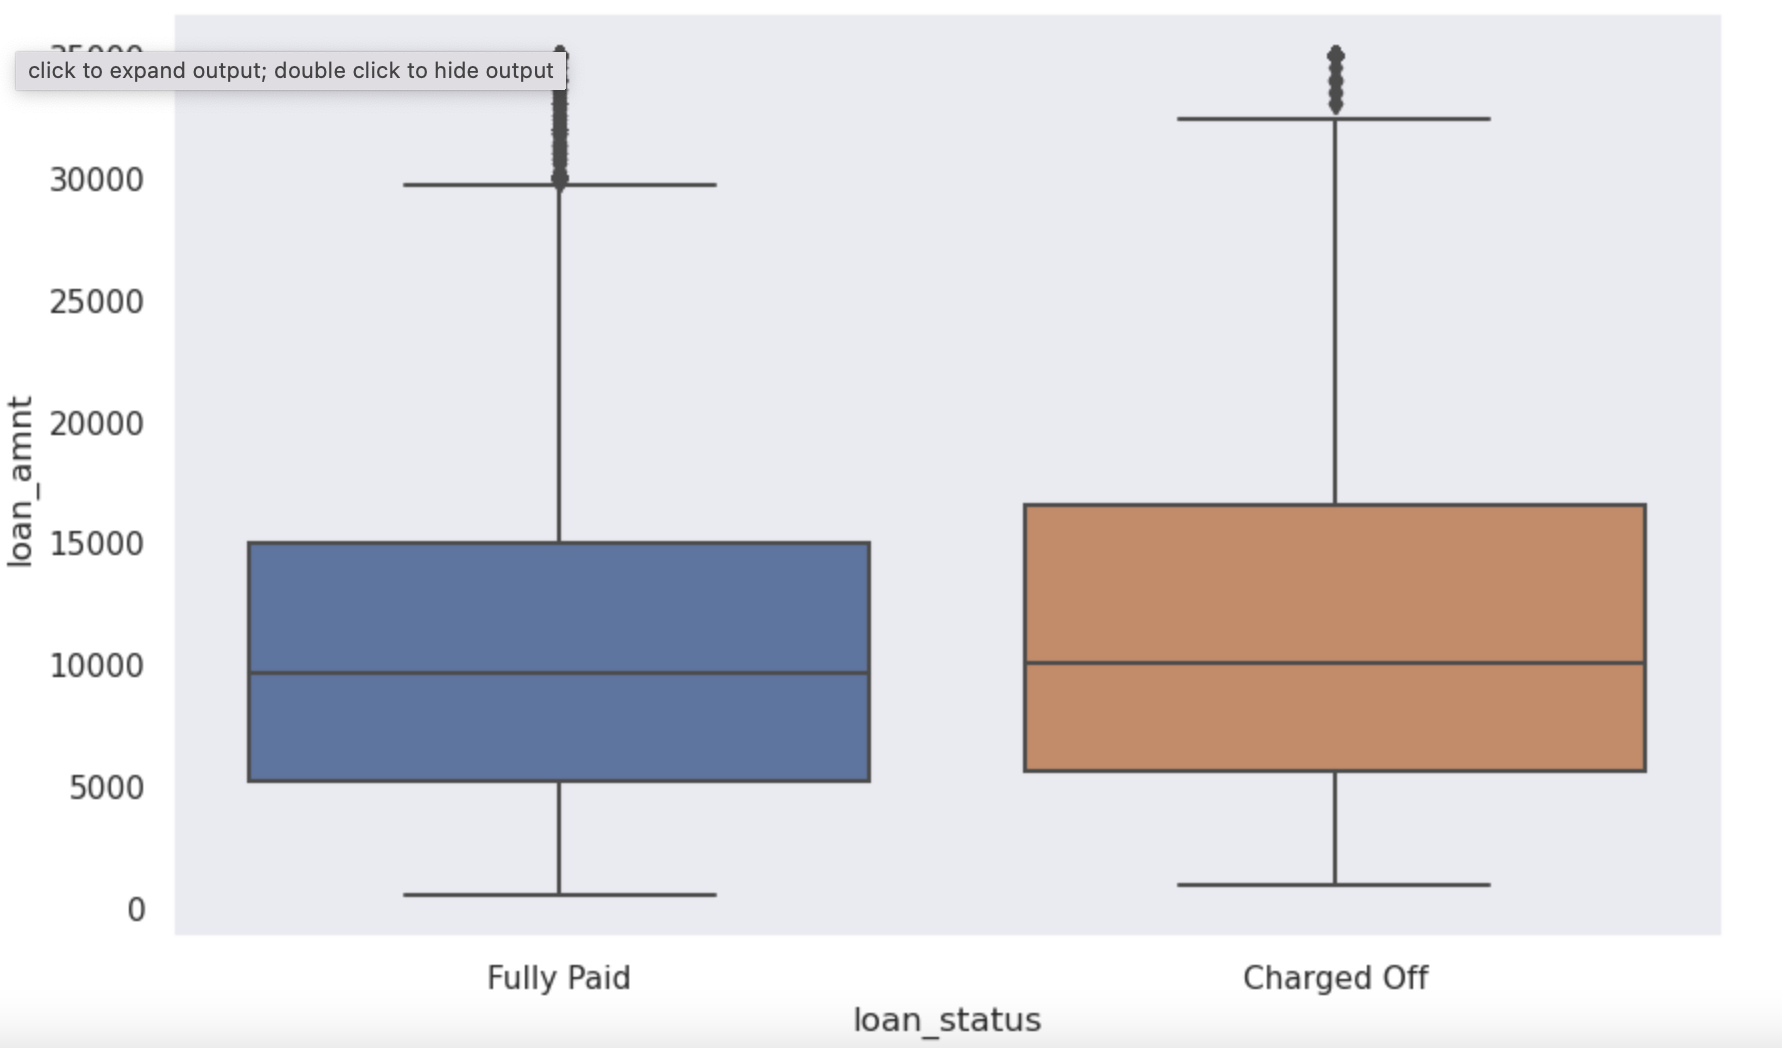 click to expand output; double click to hide output
30000
25000
20000
15000
10000
5000
0
loan_amnt
Fully Paid
Charged Off
loan_status